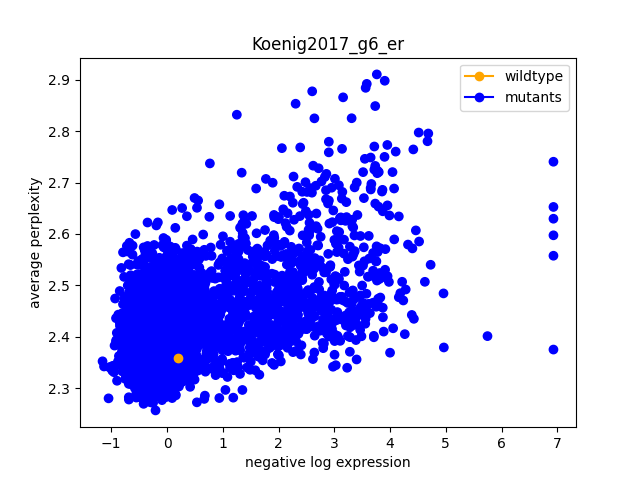 Koenig2017_g6_er
wildtype
mutants
average perplexity
2.9
2.8
2.7
2.6
2.5
2.4
2.3
−1 0 1 2 3 4 5 6 7
negative log expression